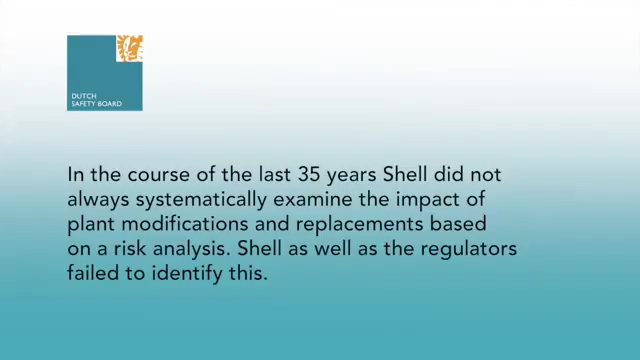 DUTCH
SAFETY BOARD
In the course of the last 35 years Shell did not
always systematically examine the impact of
plant modifications and replacements based
on a risk analysis. Shell as well as the regulators
failed to identify this.